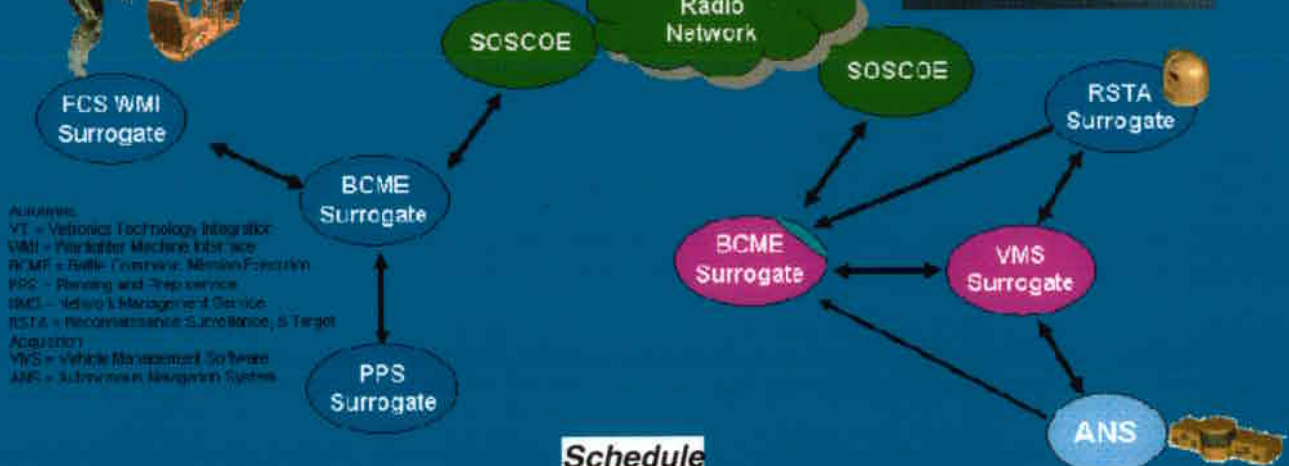 Radio
Network
SOSCOE
SOSCOE
FCS WMI
Surrogate
RSTA
Surrogate
BCME
Surrogate
VT = Vetronics Technology Integration
WMI = Warfighter Machine Interface
BCME = Battle Command, Mission Execution
PPS = Planning and Prep service
NMS = Network Management Service
RSTA = Reconnaissance Surveillance, & Target
Acquisition
VMS = Vehicle Management Software
ANS = Autonomous Navigation System
BCME
Surrogate
VMS
Surrogate
PPS
Surrogate
ANS
Schedule